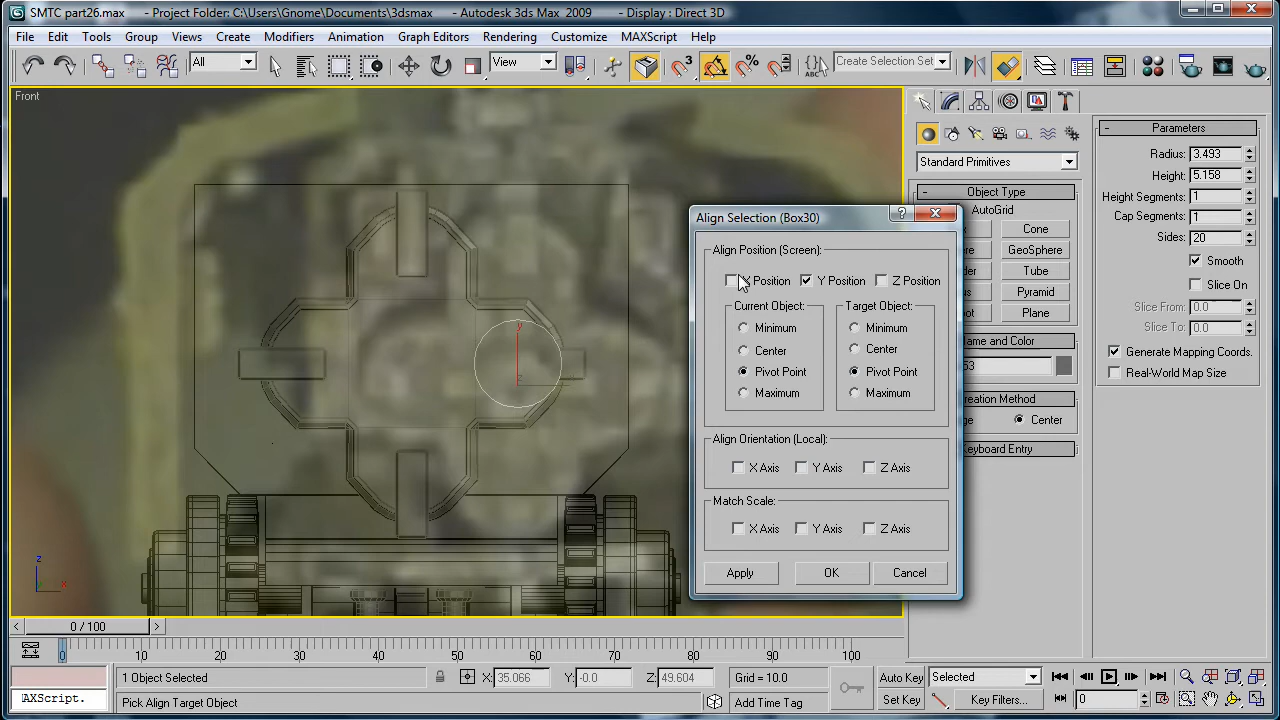 SMTC part26.max - Project Folder: C:\Users\Gnome\Documents\3dsmax - Autodesk 3ds Max 2009 - Display : Direct 3D
File Edit Tools Group Views Create Modifiers Animation Graph Editors Rendering Customize MAXScript Help
All View 3 Create Selection Set
Front
Standard Primitives
Object Type
AutoGrid
Cone
GeoSphere
Tube
Pyramid
Plane
Name and Color
Creation Method
Center
Keyboard Entry
Parameters
Radius: 3.493
Height: 5.158
Height Segments: 1
Cap Segments: 1
Sides: 20
Smooth
Slice On
Slice From: 0.0
Slice To: 0.0
Generate Mapping Coords.
Real-World Map Size
Align Selection (Box30)
Align Position (Screen):
Position Y Position Z Position
Current Object: Target Object:
Minimum Minimum
Center Center
Pivot Point Pivot Point
Maximum Maximum
Align Orientation (Local):
X Axis Y Axis Z Axis
Match Scale:
X Axis Y Axis Z Axis
Apply OK Cancel
y
z
z
x
0 / 100
0 10 20 30 40 50 60 70 80 90 100
1 Object Selected X: 35.066 Y: -0.0 Z: 49.604 Grid = 10.0 Auto Key Selected
AXScript. Pick Align Target Object Add Time Tag Set Key Key Filters... 0